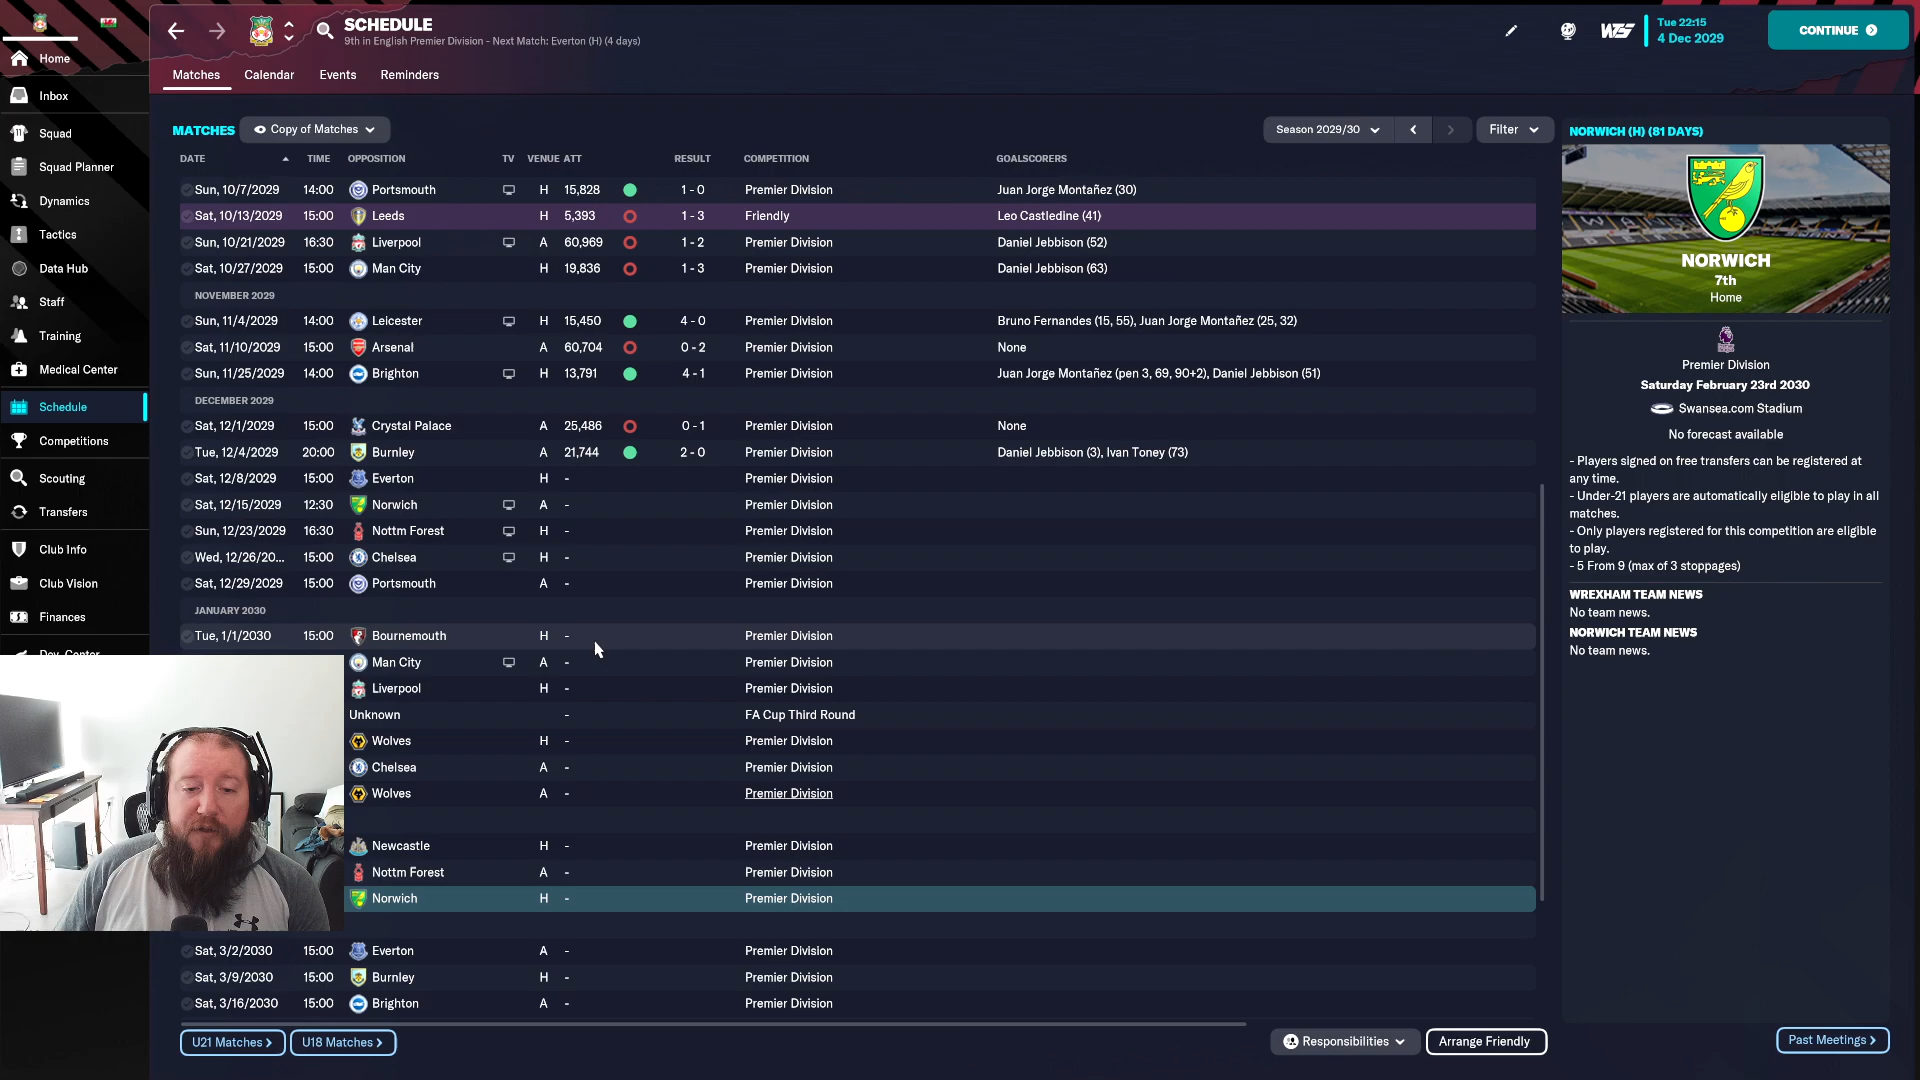 SCHEDULE
9th in English Premier Division - Next Match: Everton (H) (4 days)
Tue 22:15
4 Dec 2029
CONTINUE
Home
Inbox
Squad
Squad Planner
Dynamics
Tactics
Data Hub
Staff
Training
Medical Center
Schedule
Competitions
Scouting
Transfers
Club Info
Club Vision
Finances
Matches Calendar Events Reminders
MATCHES Copy of Matches Season 2029/30 Filter
DATE TIME OPPOSITION TV VENUE ATT RESULT COMPETITION GOALSCORERS
Sun, 10/7/2029 14:00 Portsmouth H 15,828 1 - 0 Premier Division Juan Jorge Montañez (30)
Sat, 10/13/2029 15:00 Leeds H 5,393 1 - 3 Friendly Leo Castledine (41)
Sun, 10/21/2029 16:30 Liverpool A 60,969 1 - 2 Premier Division Daniel Jebbison (52)
Sat, 10/27/2029 15:00 Man City H 19,836 1 - 3 Premier Division Daniel Jebbison (63)
NOVEMBER 2029
Sun, 11/4/2029 14:00 Leicester H 15,450 4 - 0 Premier Division Bruno Fernandes (15, 55), Juan Jorge Montañez (25, 32)
Sat, 11/10/2029 15:00 Arsenal A 60,704 0 - 2 Premier Division None
Sun, 11/25/2029 14:00 Brighton H 13,791 4 - 1 Premier Division Juan Jorge Montañez (pen 3, 69, 90+2), Daniel Jebbison (51)
DECEMBER 2029
Sat, 12/1/2029 15:00 Crystal Palace A 25,486 0 - 1 Premier Division None
Tue, 12/4/2029 20:00 Burnley A 21,744 2 - 0 Premier Division Daniel Jebbison (3), Ivan Toney (73)
Sat, 12/8/2029 15:00 Everton H - Premier Division
Sat, 12/15/2029 12:30 Norwich A - Premier Division
Sun, 12/23/2029 16:30 Nottm Forest H - Premier Division
Wed, 12/26/20... 15:00 Chelsea H - Premier Division
Sat, 12/29/2029 15:00 Portsmouth A - Premier Division
JANUARY 2030
Tue, 1/1/2030 15:00 Bournemouth H - Premier Division
Man City A - Premier Division
Liverpool H - Premier Division
Unknown - FA Cup Third Round
Wolves H - Premier Division
Chelsea A - Premier Division
Wolves A - Premier Division
Newcastle H - Premier Division
Nottm Forest A - Premier Division
Norwich H - Premier Division
Sat, 3/2/2030 15:00 Everton A - Premier Division
Sat, 3/9/2030 15:00 Burnley H - Premier Division
Sat, 3/16/2030 15:00 Brighton A - Premier Division
U21 Matches U18 Matches Responsibilities Arrange Friendly
NORWICH (H) (81 DAYS)
NORWICH
7th
Home
Premier Division
Saturday February 23rd 2030
Swansea.com Stadium
No forecast available
- Players signed on free transfers can be registered at
any time.
- Under-21 players are automatically eligible to play in all
matches.
- Only players registered for this competition are eligible
to play.
- 5 From 9 (max of 3 stoppages)
WREXHAM TEAM NEWS
No team news.
NORWICH TEAM NEWS
No team news.
Past Meetings